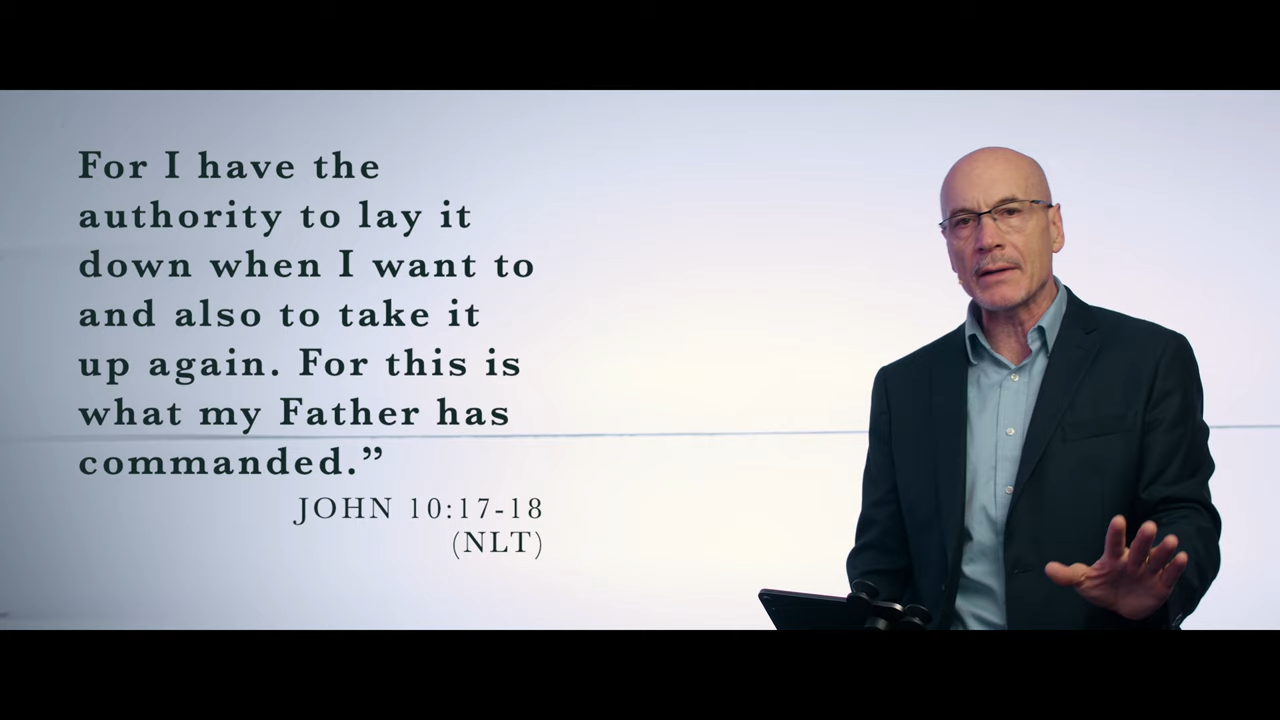 For I have the
authority to lay it
down when I want to
and also to take it
up again. For this is
what my Father has
commanded.”
JOHN 10:17-18
(NLT)